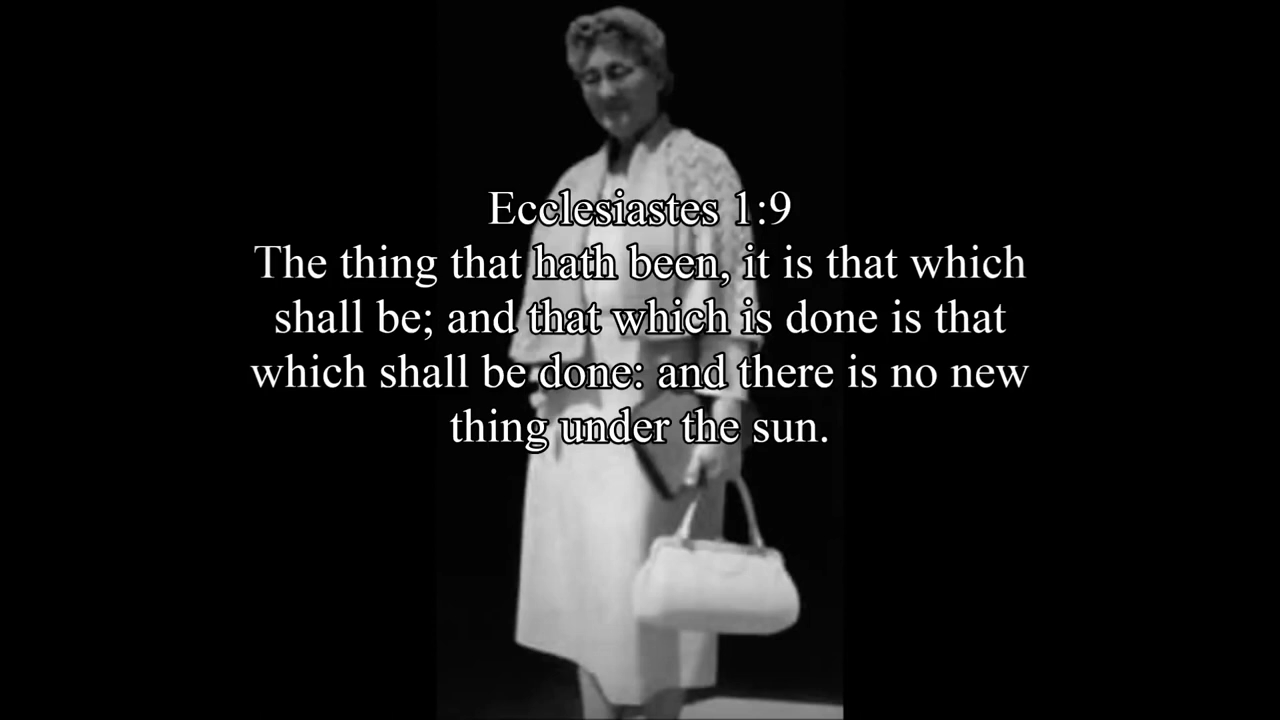 Ecclesiastes 1:9
The thing that hath been, it is that which
shall be; and that which is done is that
which shall be done: and there is no new
thing under the sun.